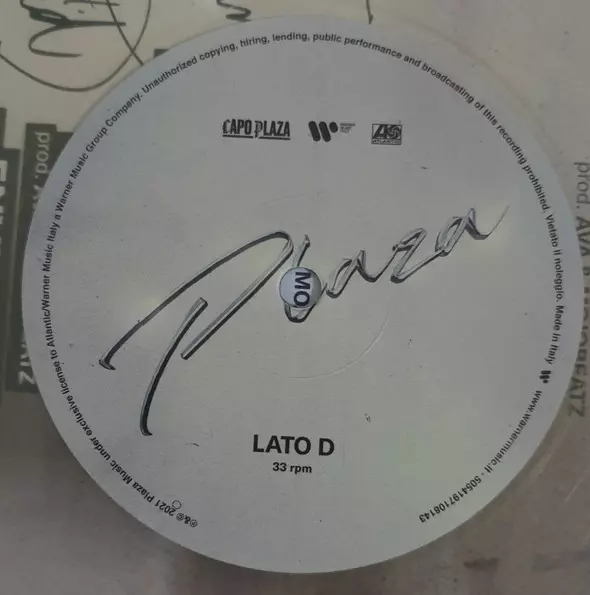 CAPO PLAZA
ATLANTIC
Plaza
MO
LATO D
33 rpm
℗&© 2021 Plaza Music under exclusive license to Atlantic/Warner Music Italy a Warner Music Group Company. Unauthorized copying, hiring, lending, public performance and broadcasting of this recording prohibited. Vietato il noleggio. Made in Italy www.warnermusic.it - 5054197108143
prod. AVA &